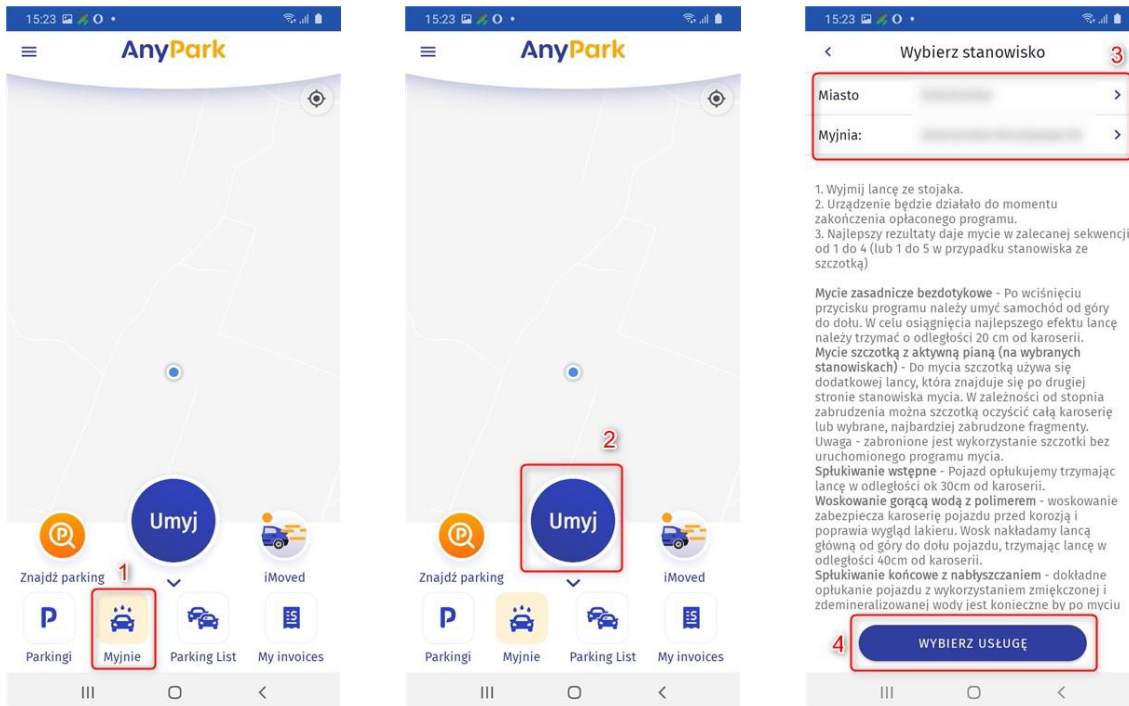 15:23
AnyPark
Umyj
Znajdź parking
1
iMoved
Parkingi
Myjnie
Parking List
My invoices
15:23
AnyPark
2
Umyj
Znajdź parking
iMoved
Parkingi
Myjnie
Parking List
My invoices
15:23
Wybierz stanowisko
3
Miasto
Myjnia:
1. Wyjmij lancę ze stojaka.
2. Urządzenie będzie działało do momentu
zakończenia opłaconego programu.
3. Najlepszy rezultaty daje mycie w zalecanej sekwencji
od 1 do 4 (lub 1 do 5 w przypadku stanowiska ze
szczotką)
Mycie zasadnicze bezdotykowe - Po wciśnięciu
przycisku programu należy umyć samochód od góry
do dołu. W celu osiągnięcia najlepszego efektu lancę
należy trzymać o odległości 20 cm od karoserii.
Mycie szczotką z aktywną pianą (na wybranych
stanowiskach) - Do mycia szczotką używa się
dodatkowej lancy, która znajduje się po drugiej
stronie stanowiska mycia. W zależności od stopnia
zabrudzenia można szczotką oczyścić całą karoserię
lub wybrane, najbardziej zabrudzone fragmenty.
Uwaga - zabronione jest wykorzystanie szczotki bez
uruchomionego programu mycia.
Spłukiwanie wstępne - Pojazd opłukujemy trzymając
lancę w odległości ok 30cm od karoserii.
Woskowanie gorącą wodą z polimerem - woskowanie
zabezpiecza karoserię pojazdu przed korozją i
poprawia wygląd lakieru. Wosk nakładamy lancą
główną od góry do dołu pojazdu, trzymając lancę w
odległości 40cm od karoserii.
Spłukiwanie końcowe z nabłyszczaniem - dokładne
opłukanie pojazdu z wykorzystaniem zmiękczonej i
zdemineralizowanej wody jest konieczne by po myciu
4
WYBIERZ USŁUGĘ